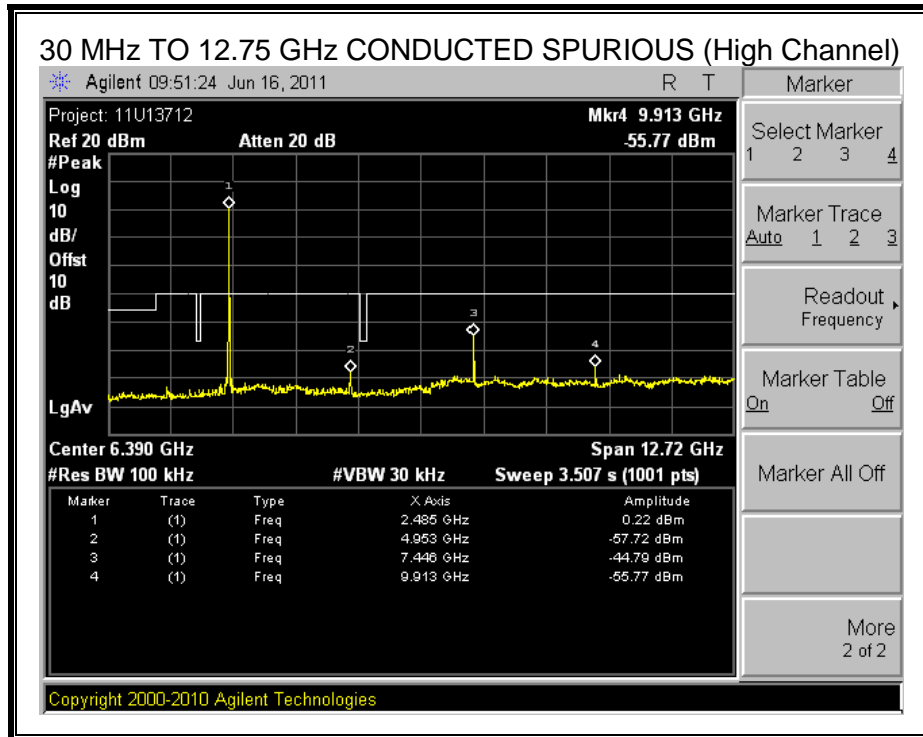 30 MHz TO 12.75 GHz CONDUCTED SPURIOUS (High Channel)
Agilent 09:51:24 Jun 16, 2011 R T
Project: 11U13712 Mkr4 9.913 GHz
Ref 20 dBm Atten 20 dB -55.77 dBm
#Peak
Log
10
dB/
Offst
10
dB
LgAv
1
2
3
4
Center 6.390 GHz Span 12.72 GHz
#Res BW 100 kHz #VBW 30 kHz Sweep 3.507 s (1001 pts)
Marker Trace Type X Axis Amplitude
1 (1) Freq 2.485 GHz 0.22 dBm
2 (1) Freq 4.953 GHz -57.72 dBm
3 (1) Freq 7.446 GHz -44.79 dBm
4 (1) Freq 9.913 GHz -55.77 dBm
Copyright 2000-2010 Agilent Technologies
Marker
Select Marker
1 2 3 4
Marker Trace
Auto 1 2 3
Readout
Frequency
Marker Table
On Off
Marker All Off
More
2 of 2